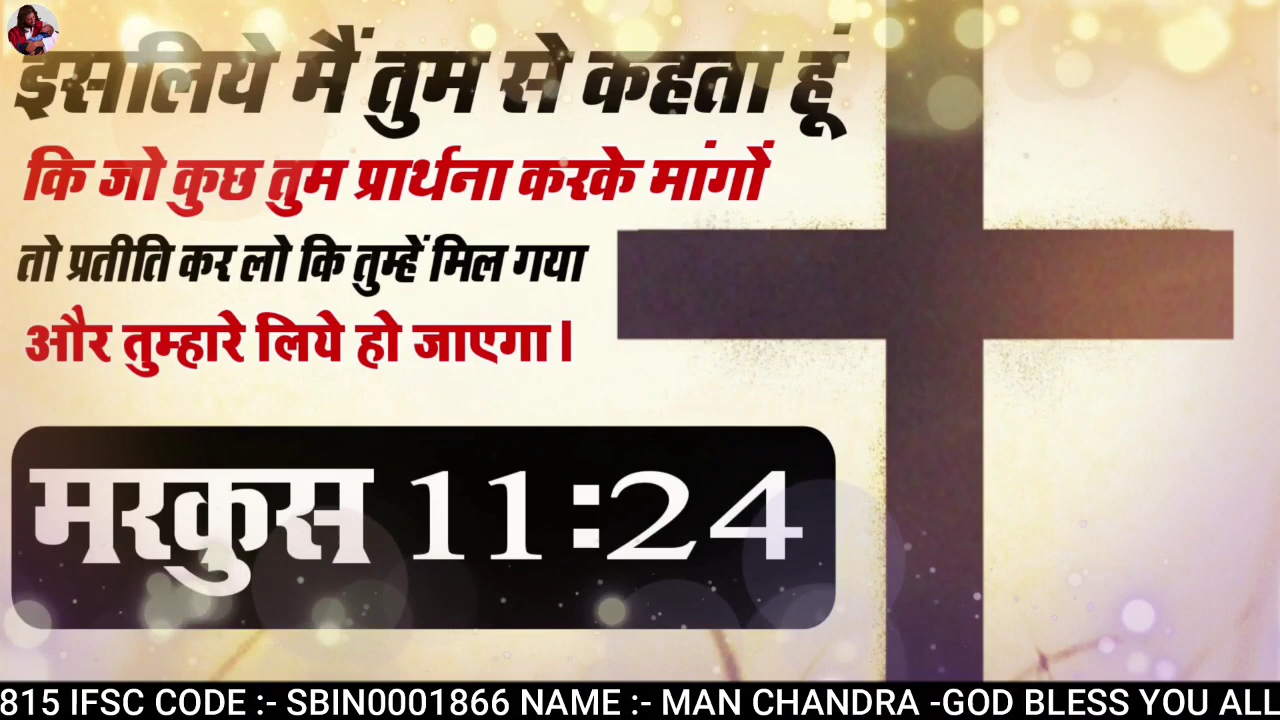 इसलिये मैं तुम से कहता हूं
कि जो कुछ तुम प्रार्थना करके मांगों
तो प्रतीति कर लो कि तुम्हें मिल गया
और तुम्हारे लिये हो जाएगा।
मरकुस 11:24
815 IFSC CODE :- SBIN0001866 NAME :- MAN CHANDRA -GOD BLESS YOU ALL